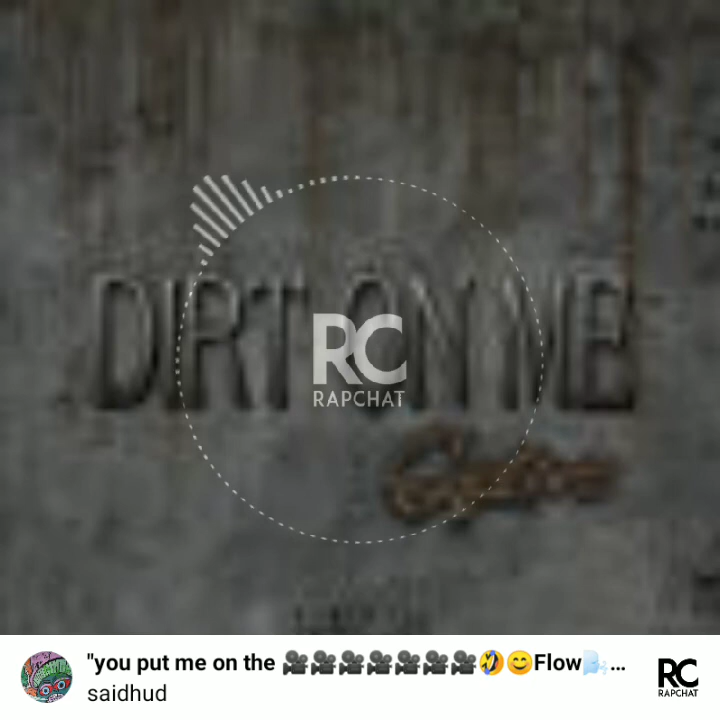 DIRT ON ME
RC
RAPCHAT
"you put me on the 🎥🎥🎥🎥🎥🎥🎥🤣😊Flow🌬️...
saidhud
RC
RAPCHAT